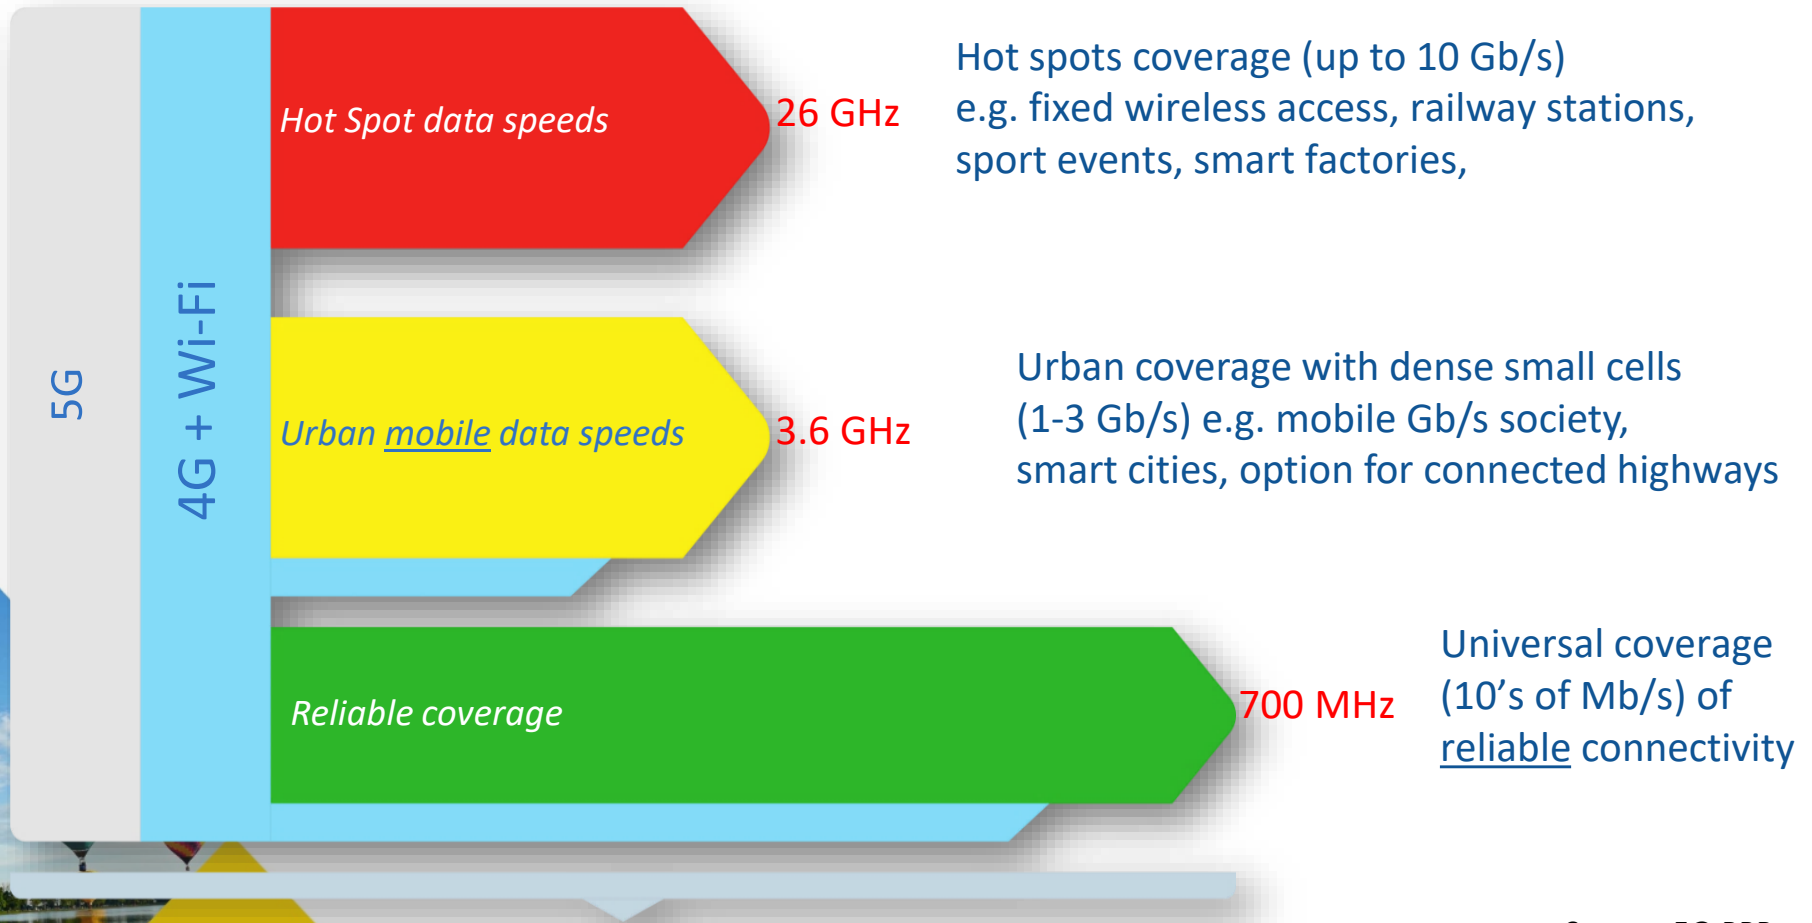 5G
4G + Wi-Fi
Hot Spot data speeds
26 GHz
Hot spots coverage (up to 10 Gb/s)
e.g. fixed wireless access, railway stations,
sport events, smart factories,
Urban mobile data speeds
3.6 GHz
Urban coverage with dense small cells
(1-3 Gb/s) e.g. mobile Gb/s society,
smart cities, option for connected highways
Reliable coverage
700 MHz
Universal coverage
(10’s of Mb/s) of
reliable connectivity